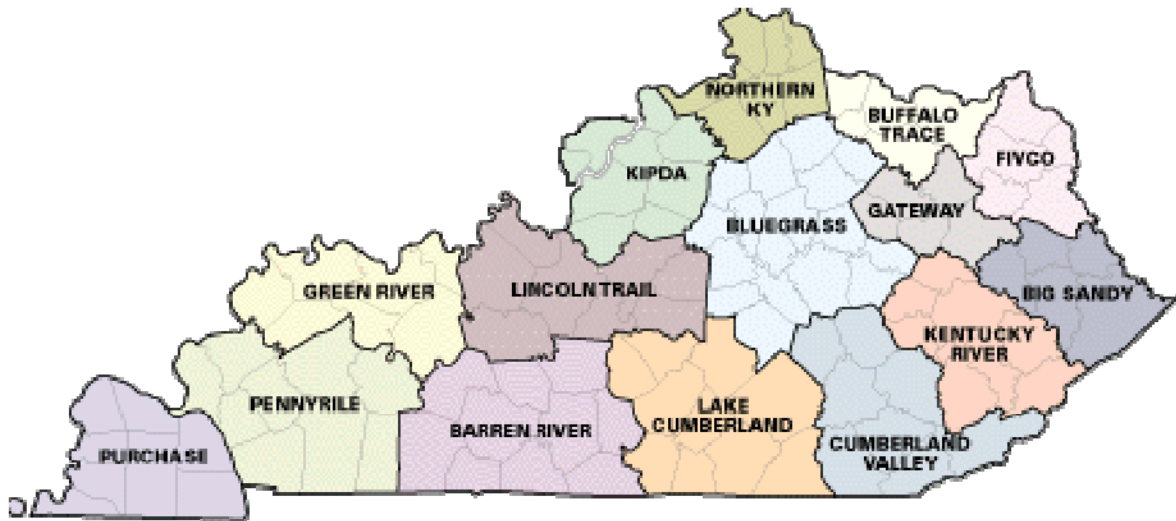 NORTHERN
KY
BUFFALO
TRACE
FIVCO
KIPDA
GATEWAY
BLUEGRASS
GREEN RIVER
LINCOLN TRAIL
BIG SANDY
KENTUCKY
RIVER
PENNYRILE
LAKE
CUMBERLAND
BARREN RIVER
CUMBERLAND
VALLEY
PURCHASE